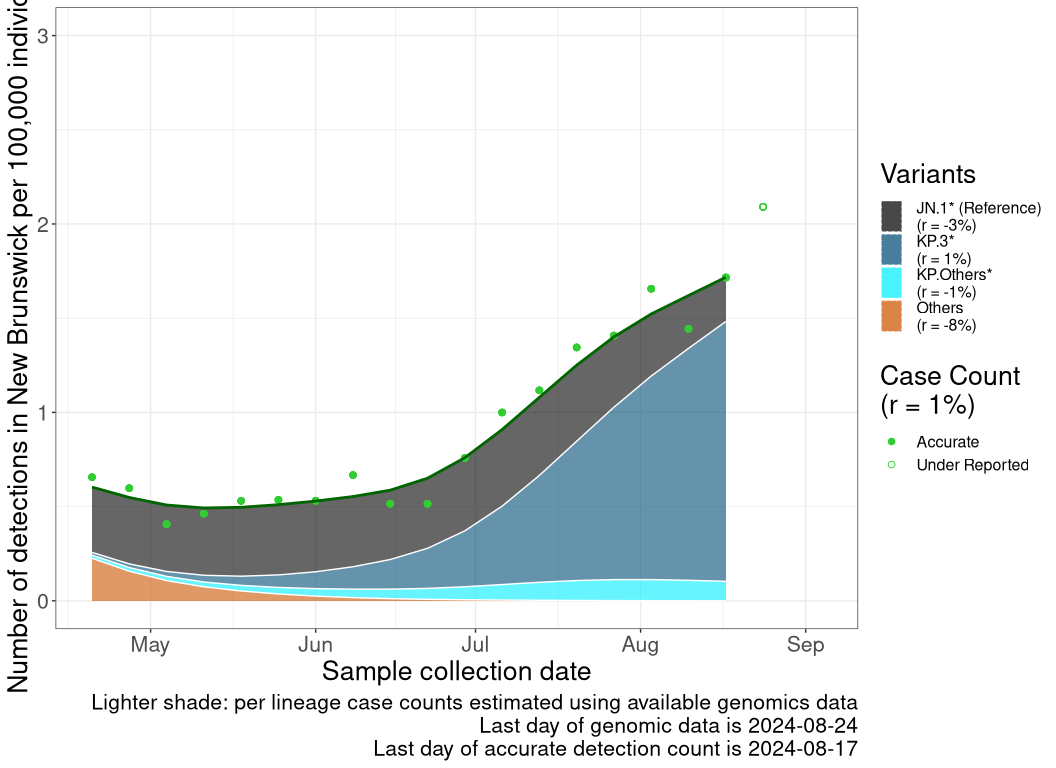 Number of detections in New Brunswick per 100,000
3
2
1
0
May
Jun
Jul
Aug
Sep
Sample collection date
Variants
JN.1* (Reference)
(r = -3%)
KP.3*
(r = 1%)
KP.Others*
(r = -1%)
Others
(r = -8%)
Case Count
(r = 1%)
Accurate
Under Reported
Lighter shade: per lineage case counts estimated using available genomics data
Last day of genomic data is 2024-08-24
Last day of accurate detection count is 2024-08-17